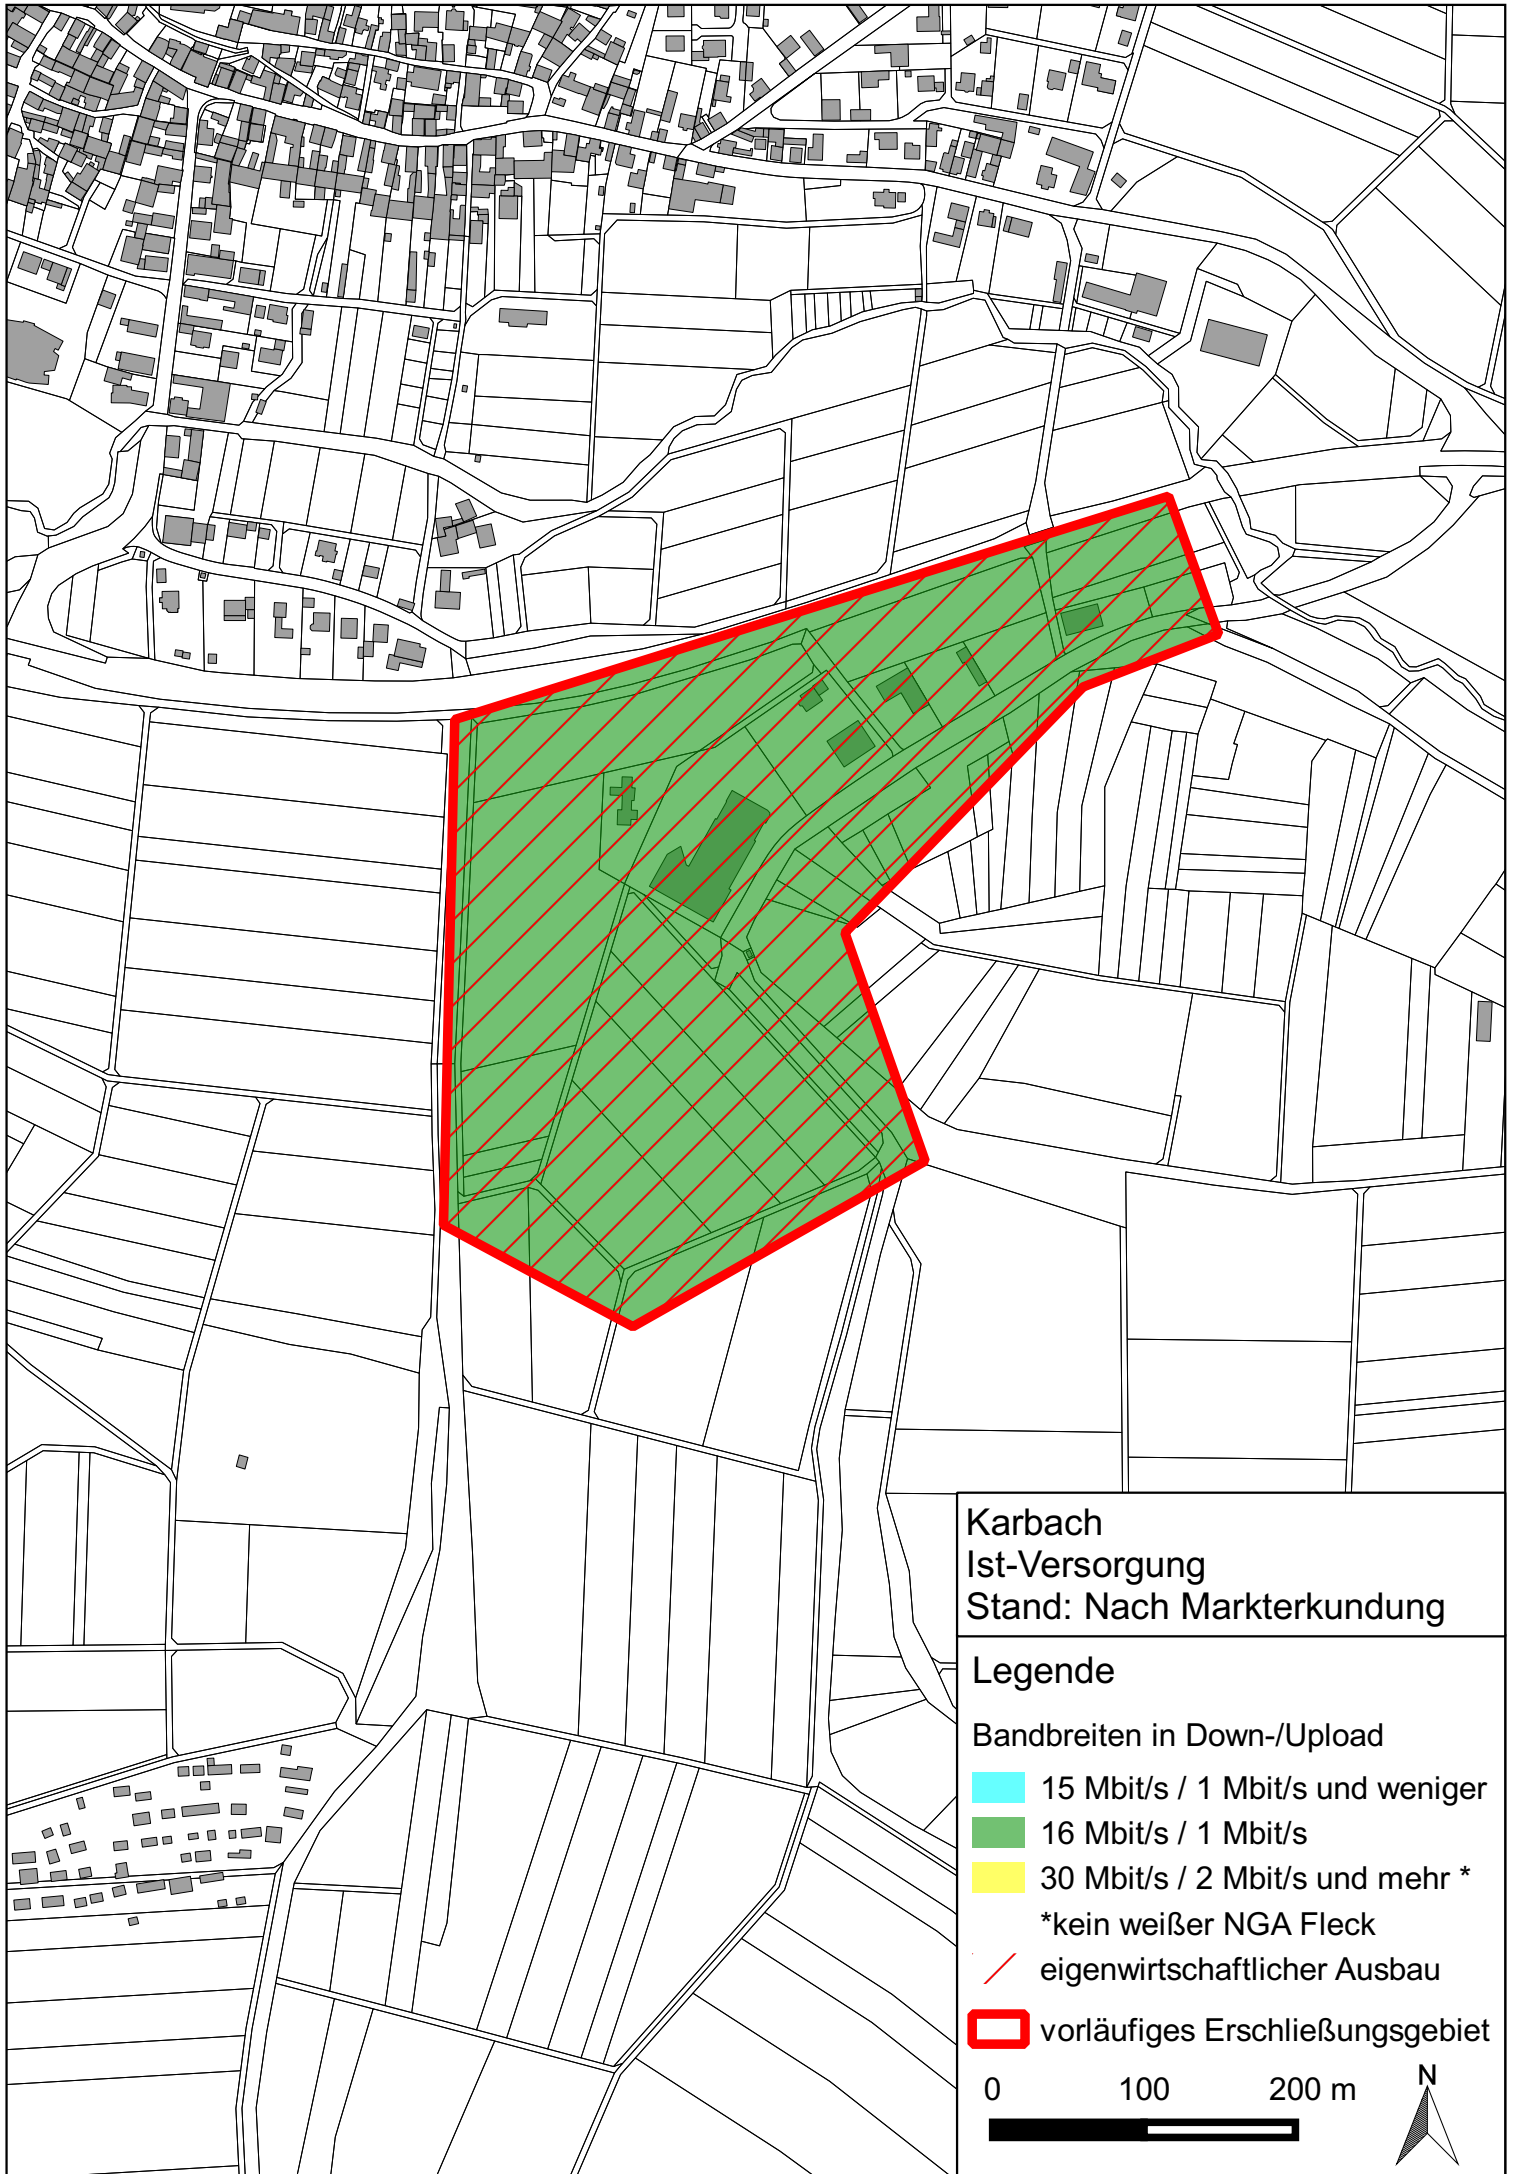 Karbach
Ist-Versorgung
Stand: Nach Markterkundung
Legende
Bandbreiten in Down-/Upload
15 Mbit/s / 1 Mbit/s und weniger
16 Mbit/s / 1 Mbit/s
30 Mbit/s / 2 Mbit/s und mehr *
*kein weißer NGA Fleck
eigenwirtschaftlicher Ausbau
vorläufiges Erschließungsgebiet
0 100 200 m
N